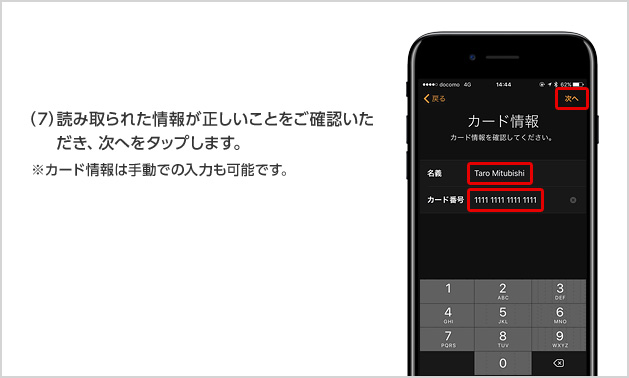 (7)読み取られた情報が正しいことをご確認いた
だき、次へをタップします。
※カード情報は手動での入力も可能です。
docomo 4G 14:44 62%
戻る 次へ
カード情報
カード情報を確認してください。
名義 Taro Mitubishi
カード番号 1111 1111 1111 1111
1 2 3
ABC DEF
4 5 6
GHI JKL MNO
7 8 9
PQRS TUV WXYZ
0